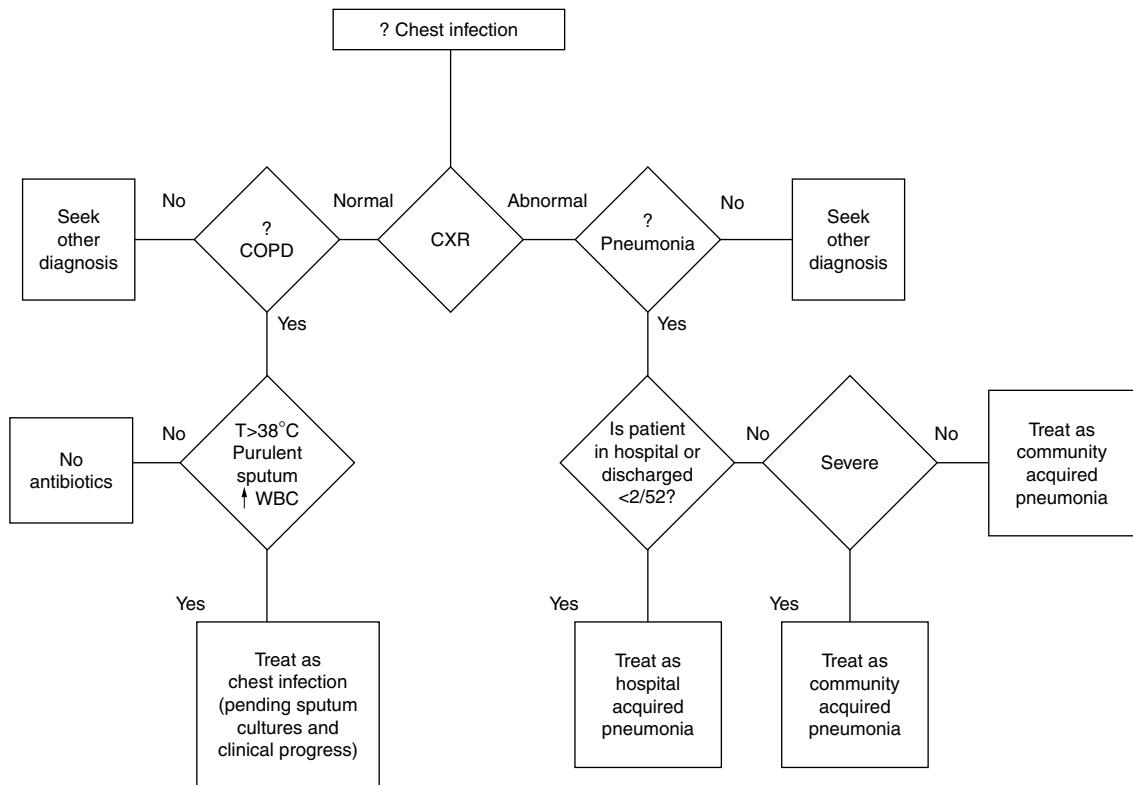 ? Chest infection
No
Normal
Abnormal
No
Seek
other
diagnosis
?
COPD
CXR
?
Pneumonia
Seek
other
diagnosis
Yes
Yes
No
antibiotics
No
T>38°C
Purulent
sputum
↑ WBC
Is patient
in hospital or
discharged
<2/52?
No
Severe
No
Treat as
community
acquired
pneumonia
Yes
Yes
Yes
Treat as
chest infection
(pending sputum
cultures and
clinical progress)
Treat as
hospital
acquired
pneumonia
Treat as
community
acquired
pneumonia